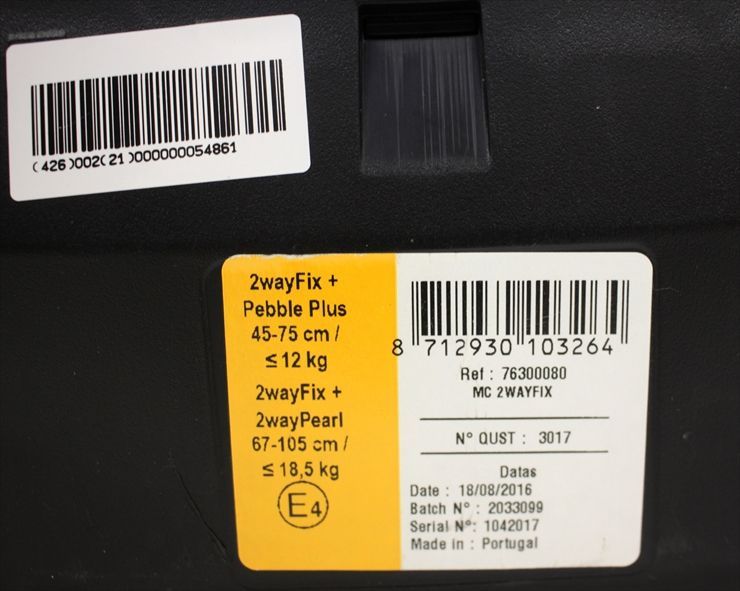 (426)002(21)000000054861
2wayFix +
Pebble Plus
45-75 cm /
≤ 12 kg
2wayFix +
2wayPearl
67-105 cm /
≤ 18,5 kg
E4
8 712930 103264
Ref : 76300080
MC 2WAYFIX
N° QUST : 3017
Datas
Date : 18/08/2016
Batch N° : 2033099
Serial N°: 1042017
Made in : Portugal